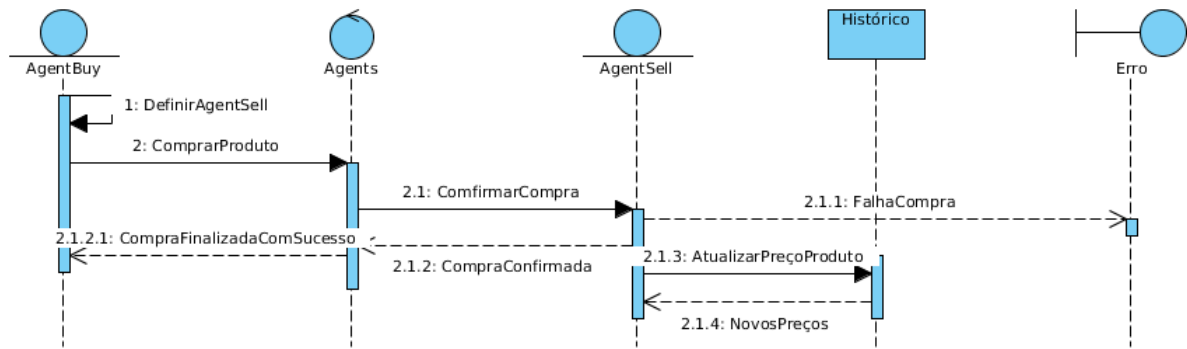 Histórico
AgentBuy
Agents
AgentSell
Erro
1: DefinirAgentSell
2: ComprarProduto
2.1: ComfirmarCompra
2.1.1: FalhaCompra
2.1.2.1: CompraFinalizadaComSucesso
2.1.2: CompraConfirmada
2.1.3: AtualizarPreçoProduto
2.1.4: NovosPreços